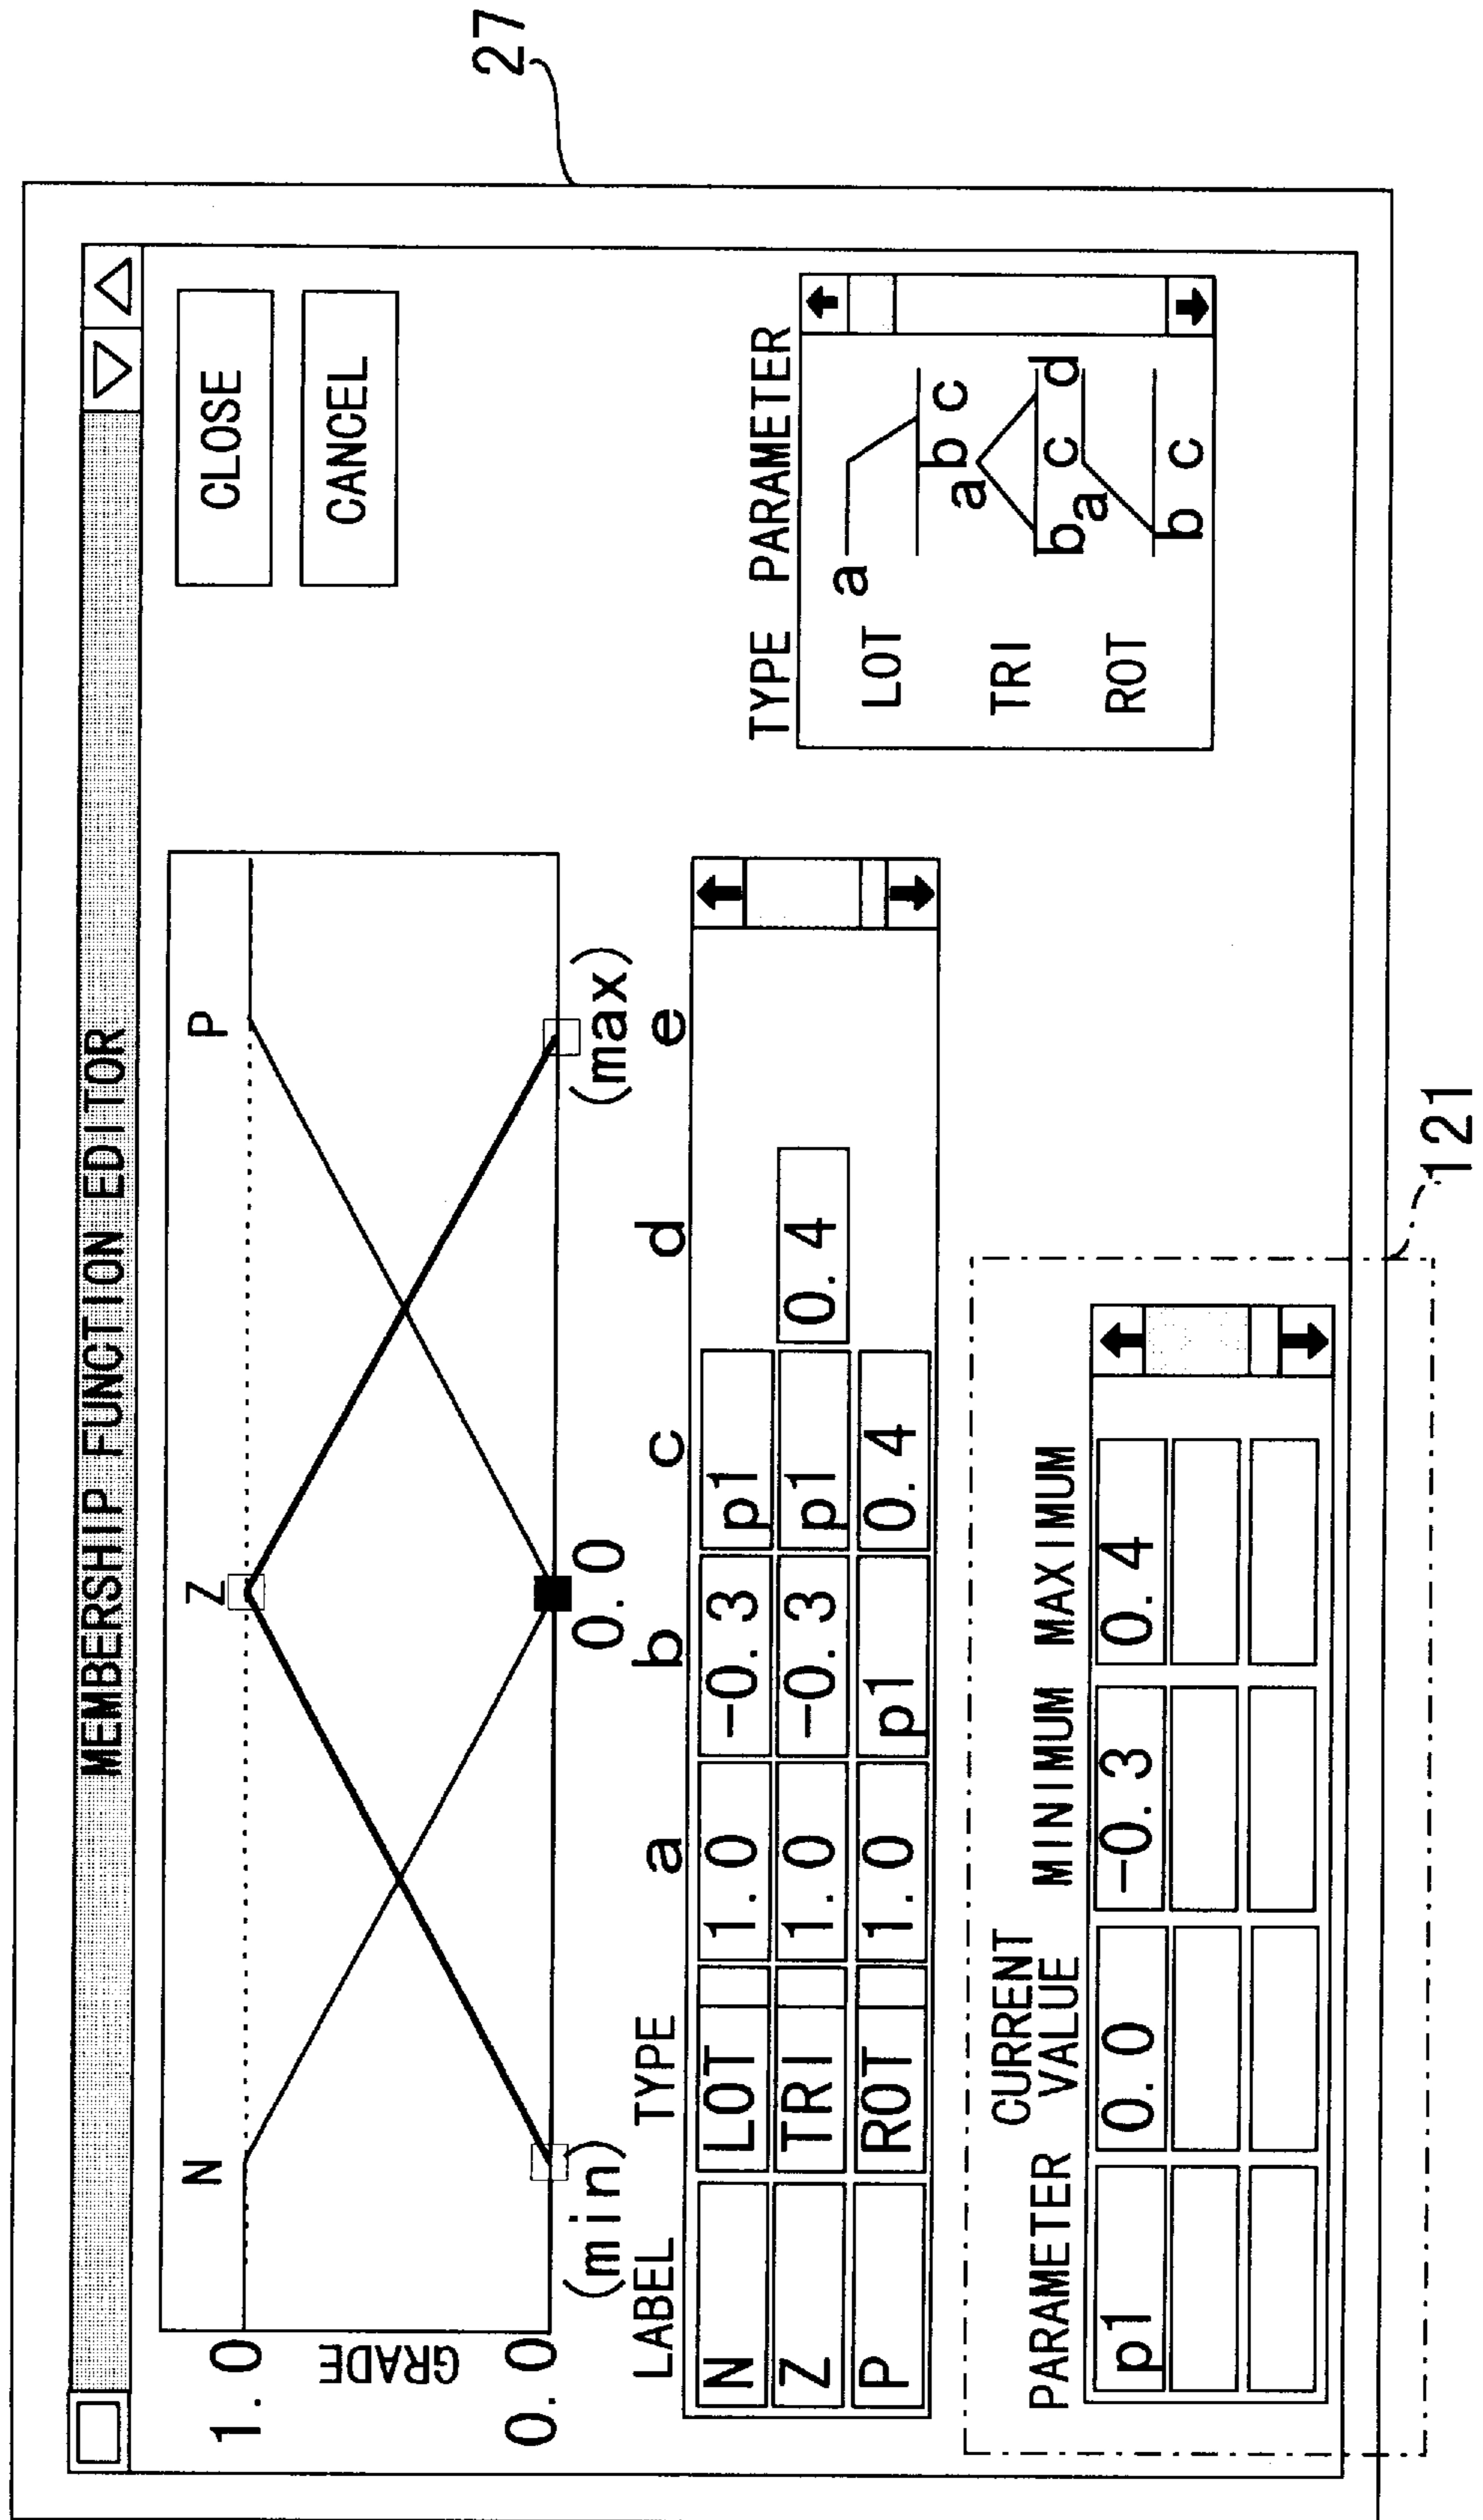 27
MEMBERSHIP FUNCTION EDITOR
CLOSE
CANCEL
N Z P
1.0
GRADE
0.0
(min) 0.0 (max)
LABEL TYPE a b c d e
N LOT 1.0 -0.3 p1
Z TRI 1.0 -0.3 p1 0.4
P ROT 1.0 p1 0.4
TYPE PARAMETER
LOT a b c
TRI a b c d
ROT a b c
PARAMETER CURRENT VALUE MINIMUM MAXIMUM
p1 0.0 -0.3 0.4
121